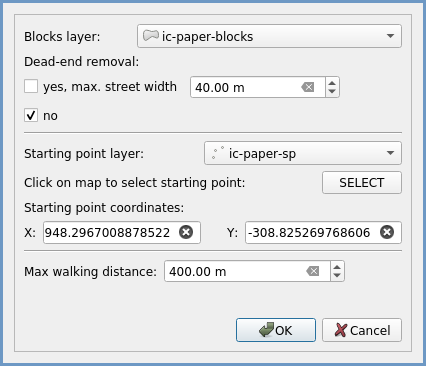 Blocks layer: ic-paper-blocks
Dead-end removal:
yes, max. street width 40.00 m
no
Starting point layer: ic-paper-sp
Click on map to select starting point: SELECT
Starting point coordinates:
X: 948.2967008878522 Y: -308.825269768606
Max walking distance: 400.00 m
OK Cancel